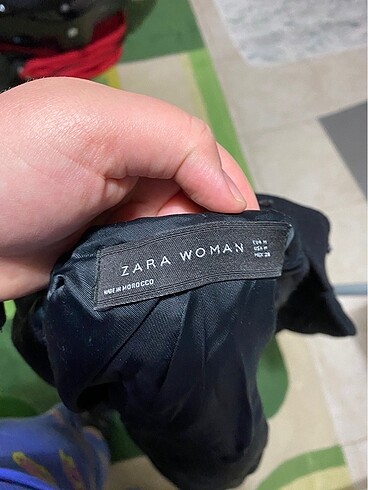 ZARA WOMAN
EUR M
USA M
MEX 28
MADE IN MOROCCO